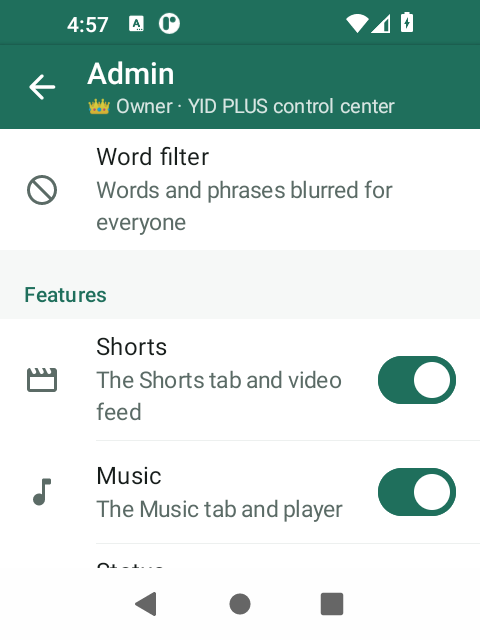 4:57
Admin
👑 Owner · YID PLUS control center
Word filter
Words and phrases blurred for
everyone
Features
Shorts
The Shorts tab and video
feed
Music
The Music tab and player
Status